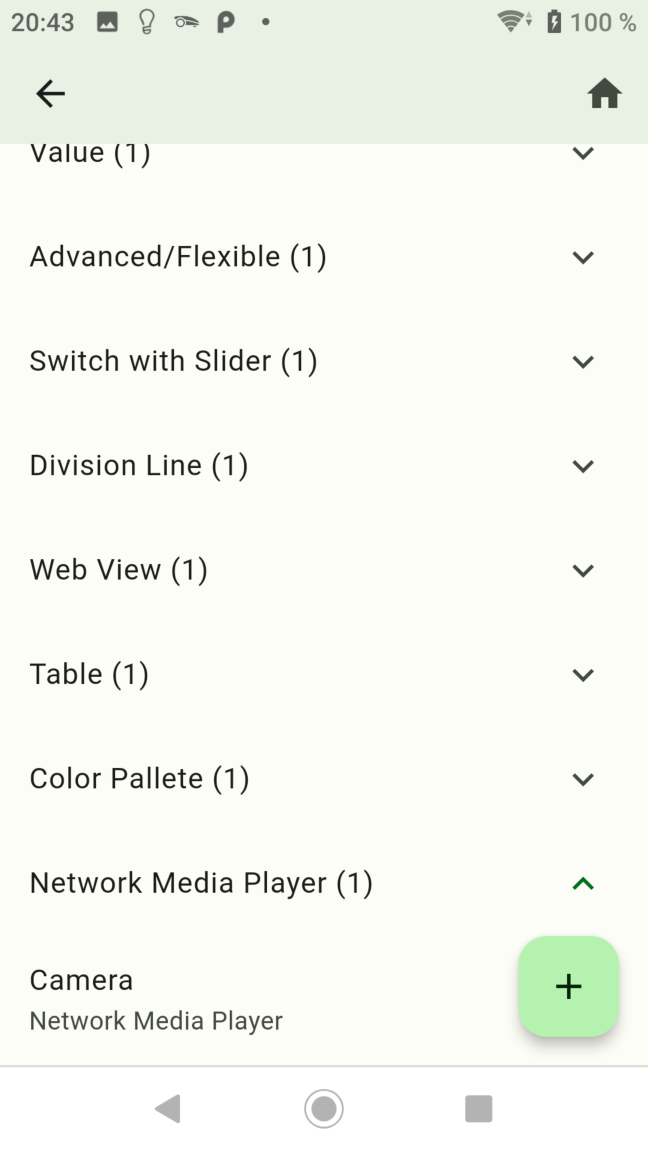 20:43
100 %
Value (1)
Advanced/Flexible (1)
Switch with Slider (1)
Division Line (1)
Web View (1)
Table (1)
Color Pallete (1)
Network Media Player (1)
Camera
Network Media Player